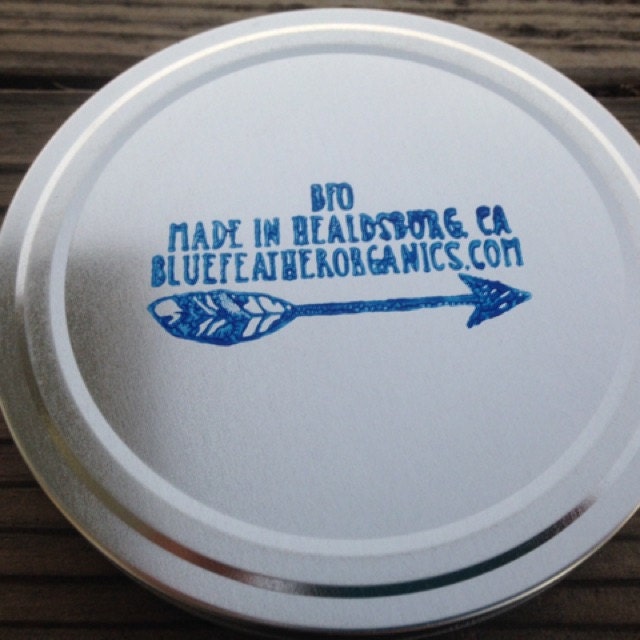 BFO
MADE IN HEALDSBURG, CA
BLUEFEATHERORGANICS.COM